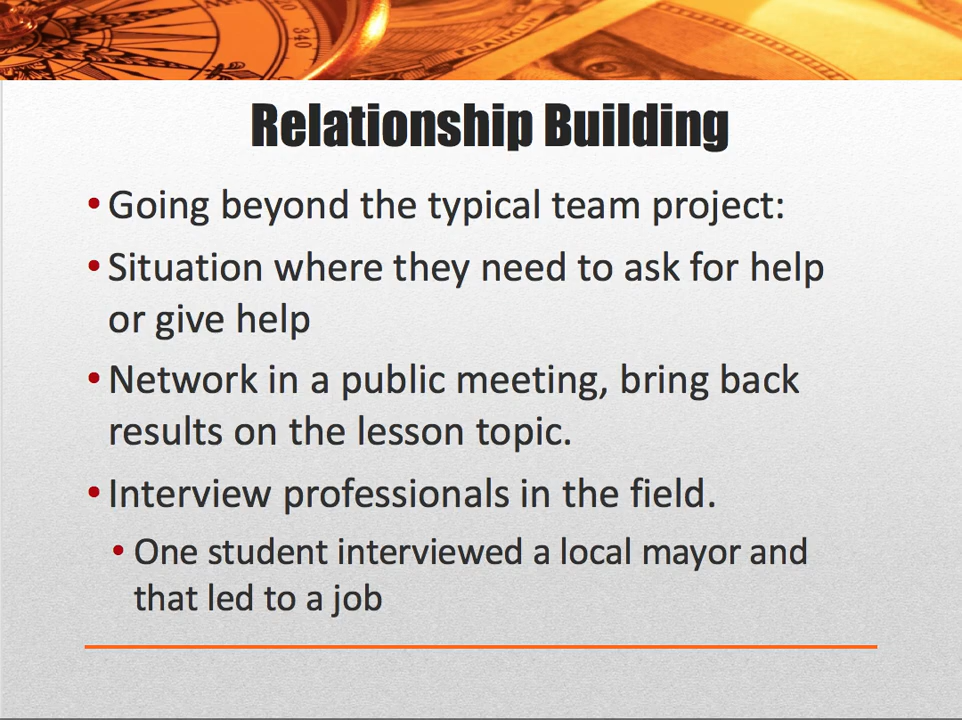 340
FRANKLIN
Relationship Building
• Going beyond the typical team project:
• Situation where they need to ask for help
or give help
• Network in a public meeting, bring back
results on the lesson topic.
• Interview professionals in the field.
• One student interviewed a local mayor and
that led to a job